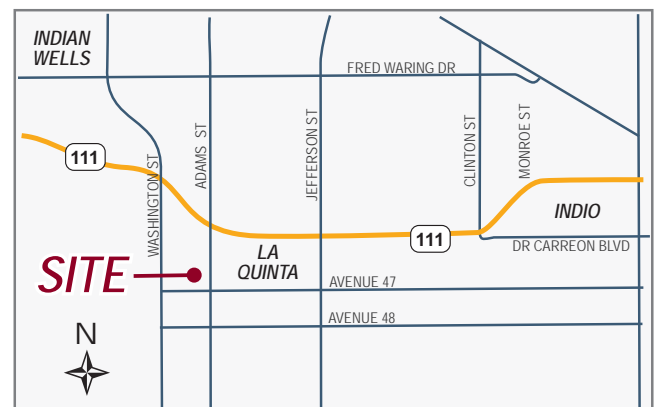 INDIAN
WELLS
FRED WARING DR
111
WASHINGTON ST
ADAMS ST
JEFFERSON ST
CLINTON ST
MONROE ST
INDIO
111
DR CARREON BLVD
LA
QUINTA
SITE
AVENUE 47
AVENUE 48
N